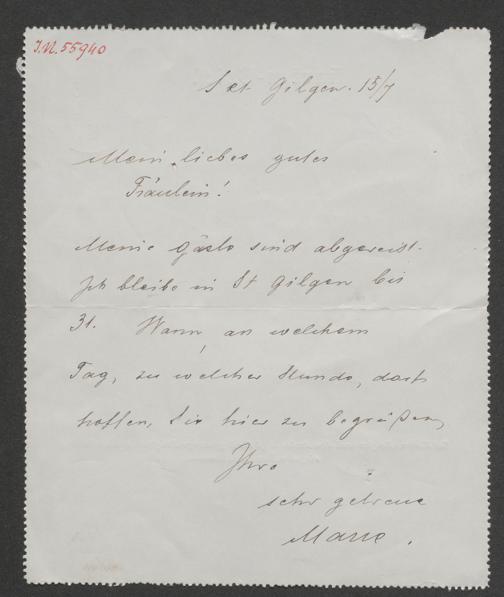 I.N. 55940
Skt Gilgen. 15/7
Mein liebes gutes
Fräulein!
Meine Gäste sind abgereist.
Ich bleibe in St Gilgen bis
31. Wann, an welchem
Tag, zu welcher Stunde, darf
hoffen, Sie hier zu begrüßen,
Ihre
sehr getreue
Marie.